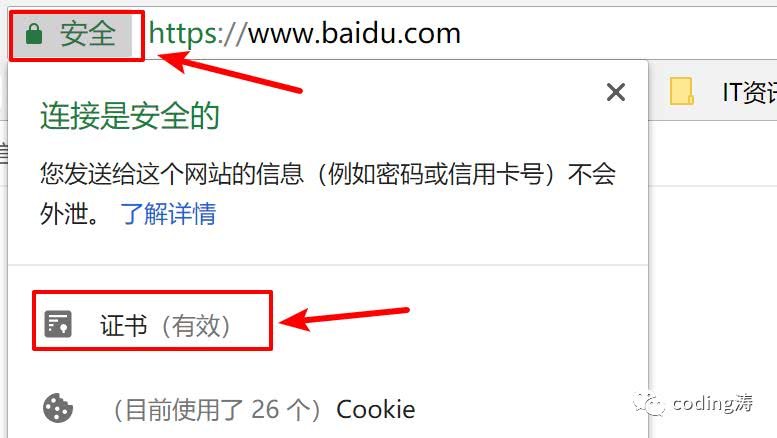 安全 https://www.baidu.com
连接是安全的
IT资讯
您发送给这个网站的信息（例如密码或信用卡号）不会
外泄。 了解详情
证书（有效）
（目前使用了 26 个）Cookie
coding涛